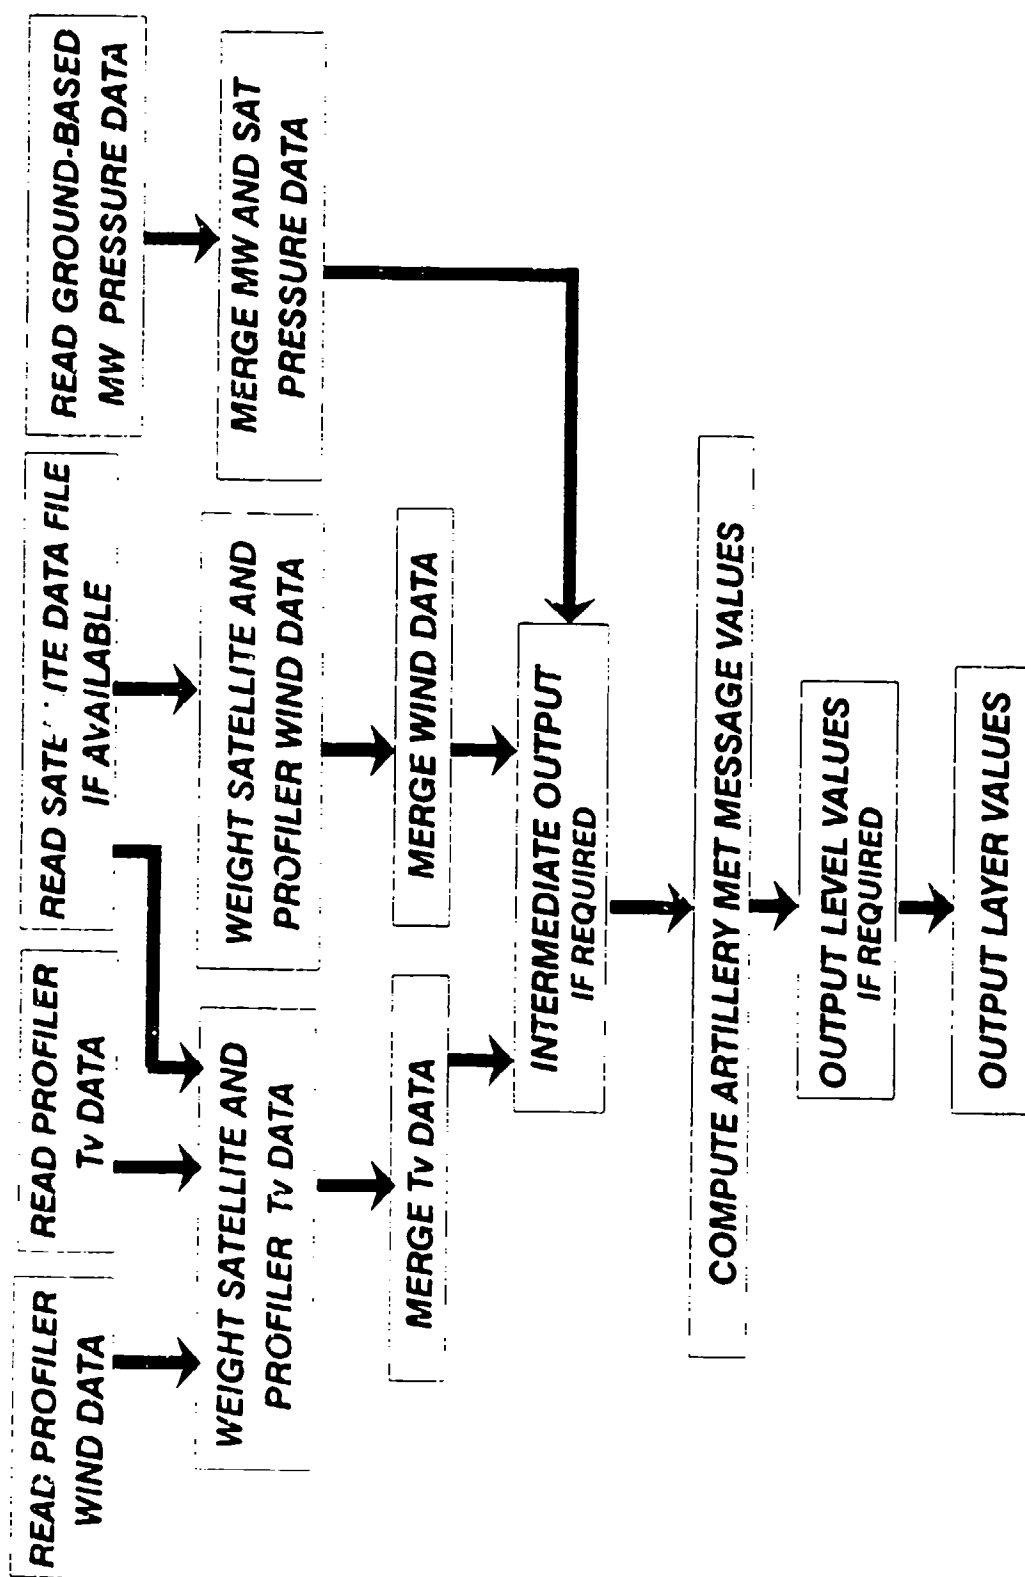 READ PROFILER
WIND DATA
READ PROFILER
Tv DATA
READ FILE
IF AVAILABLE
READ GROUND-BASED
MW PRESSURE DATA
WEIGHT SATELLITE AND
PROFILER Tv DATA
WEIGHT SATELLITE AND
PROFILER WIND DATA
MERGE MW AND SAT
PRESSURE DATA
MERGE Tv DATA
MERGE WIND DATA
INTERMEDIATE OUTPUT
IF REQUIRED
COMPUTE ARTILLERY MET MESSAGE VALUES
OUTPUT LEVEL VALUES
IF REQUIRED
OUTPUT LAYER VALUES